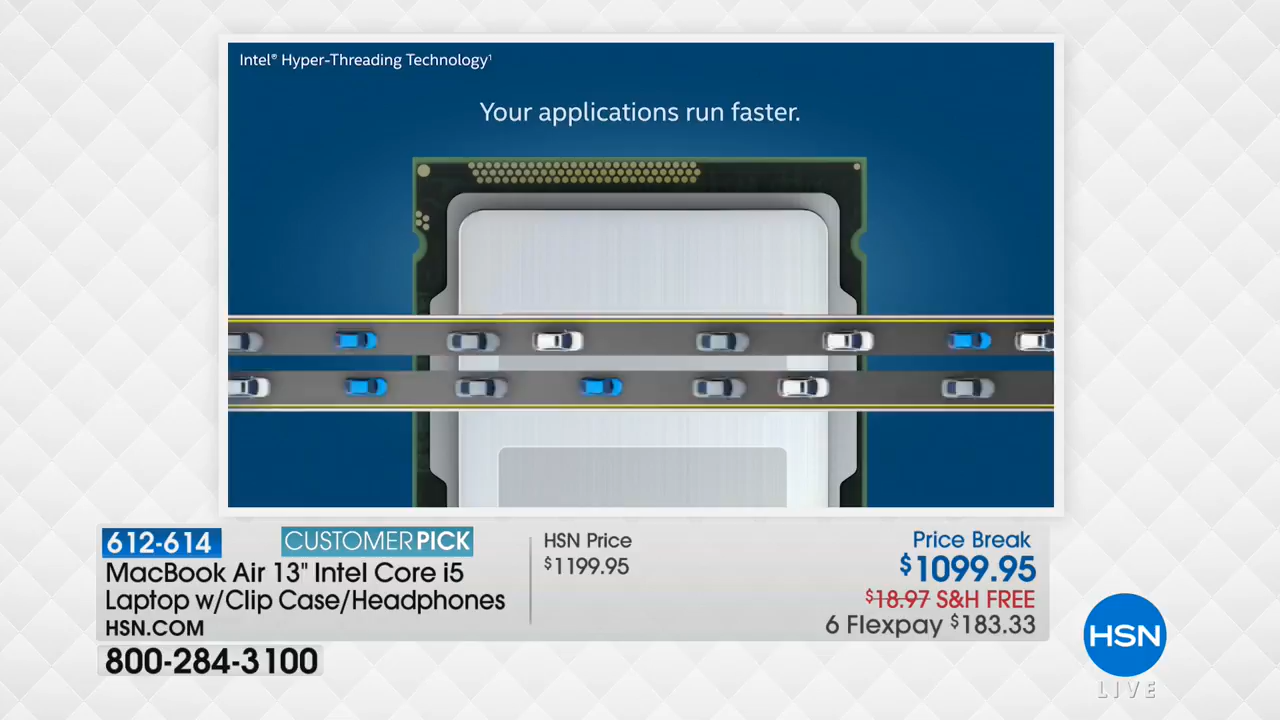 Intel® Hyper-Threading Technology¹
Your applications run faster.
612-614
CUSTOMERPICK
MacBook Air 13" Intel Core i5
Laptop w/Clip Case/Headphones
HSN.COM
800-284-3100
HSN Price
$1199.95
Price Break
$1099.95
$18.97 S&H FREE
6 Flexpay $183.33
HSN
LIVE